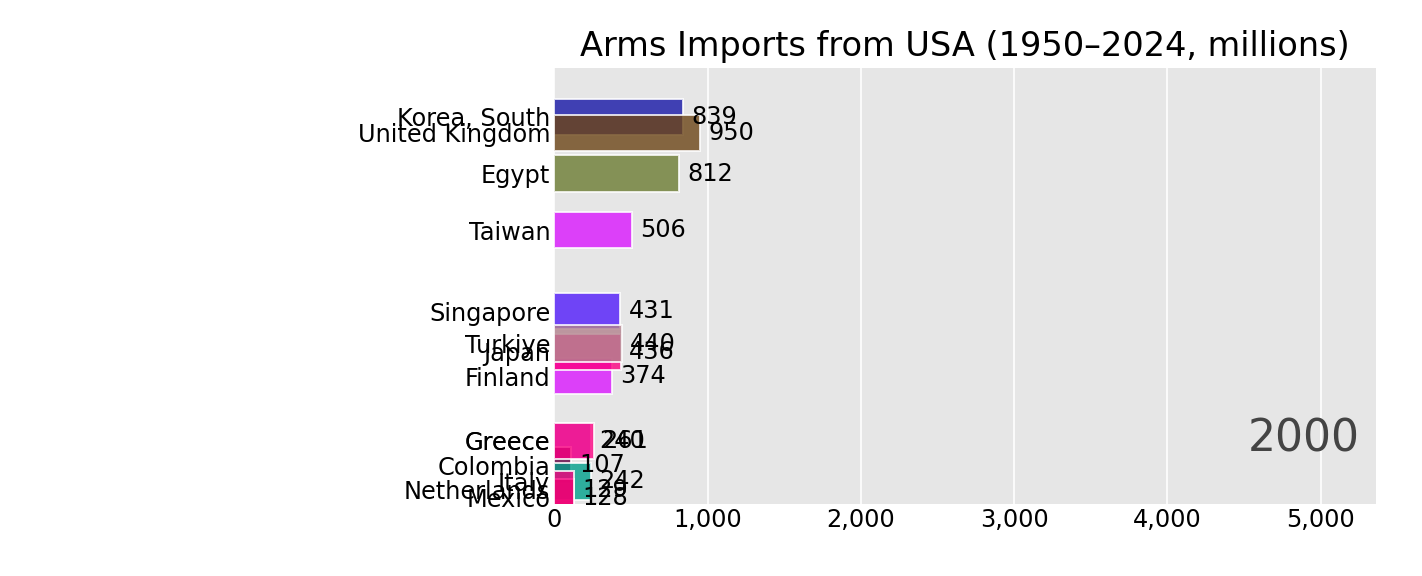 Arms Imports from USA (1950–2024, millions)
Korea, South 839
United Kingdom 950
Egypt 812
Taiwan 506
Singapore 431
Turkiye 440
Japan 436
Finland 374
Greece 261
Colombia 107
Italy 242
Netherlands
Mexico 128
2000
0 1,000 2,000 3,000 4,000 5,000